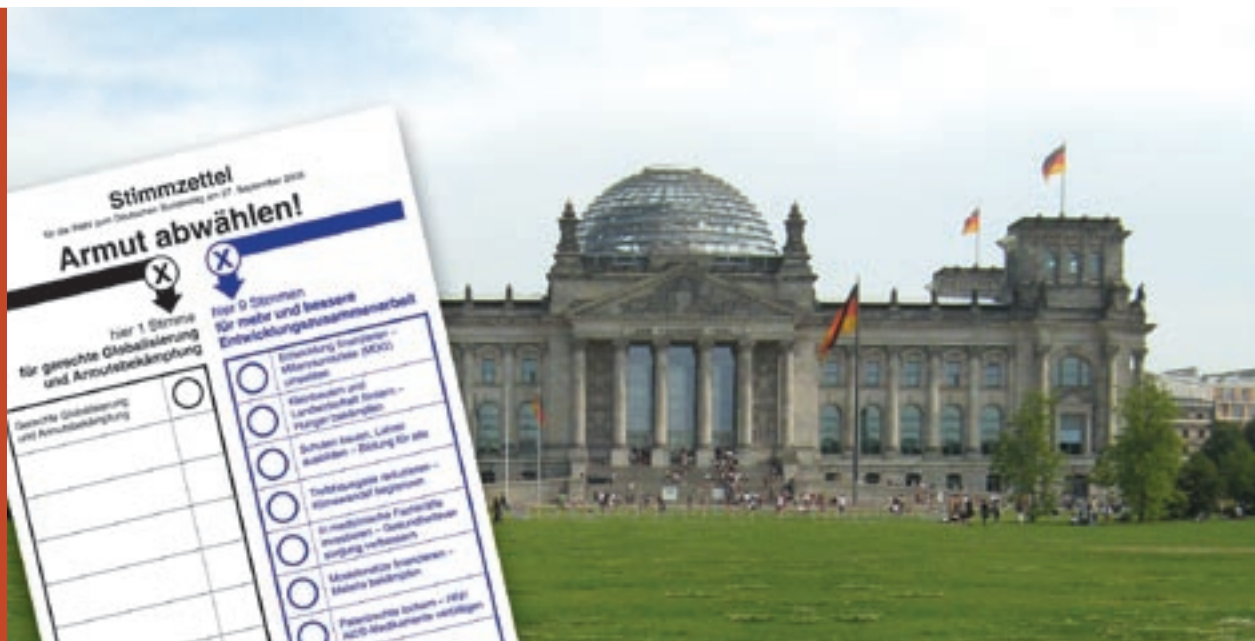 Stimmzettel
für die Wahl zum Deutschen Bundestag am 27. September 2009
Armut abwählen!
X
X
hier 1 Stimme
für gerechte Globalisierung
und Armutsbekämpfung
Gerechte Globalisierung
und Armutsbekämpfung
hier 9 Stimmen
für mehr und bessere
Entwicklungszusammenarbeit
Entwicklung finanzieren –
Millenniumsziele (MDG)
umsetzen
Kleinbauern und
Landwirtschaft fördern –
Hunger bekämpfen
Schulen bauen, Lehrer
ausbilden – Bildung für alle
Treibhausgase reduzieren –
Klimawandel begrenzen
In medizinische Fachkräfte
investieren – Gesundheitsver-
sorgung verbessern
Moskitonetze finanzieren –
Malaria bekämpfen
Patentrechte lockern – HIV/
AIDS-Medikamente